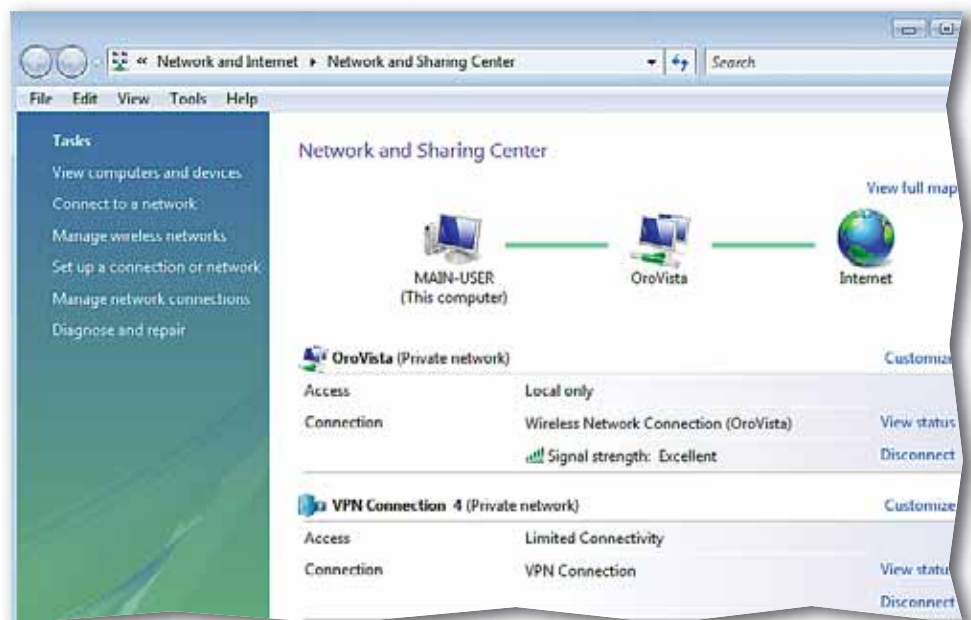 « Network and Internet ▸ Network and Sharing Center
Search
File Edit View Tools Help
Tasks
View computers and devices
Connect to a network
Manage wireless networks
Set up a connection or network
Manage network connections
Diagnose and repair
Network and Sharing Center
View full map
MAIN-USER
(This computer)
OroVista
Internet
OroVista (Private network)
Customize
Access Local only
Connection Wireless Network Connection (OroVista) View status
Signal strength: Excellent Disconnect
VPN Connection 4 (Private network) Customize
Access Limited Connectivity
Connection VPN Connection View statu
Disconnect